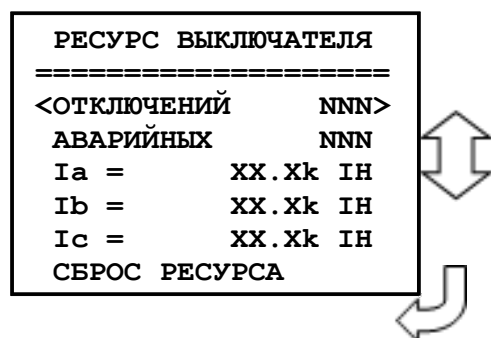 РЕСУРС ВЫКЛЮЧАТЕЛЯ
====================
<ОТКЛЮЧЕНИЙ NNN>
АВАРИЙНЫХ NNN
Ia = XX.Xk IH
Ib = XX.Xk IH
Ic = XX.Xk IH
СБРОС РЕСУРСА